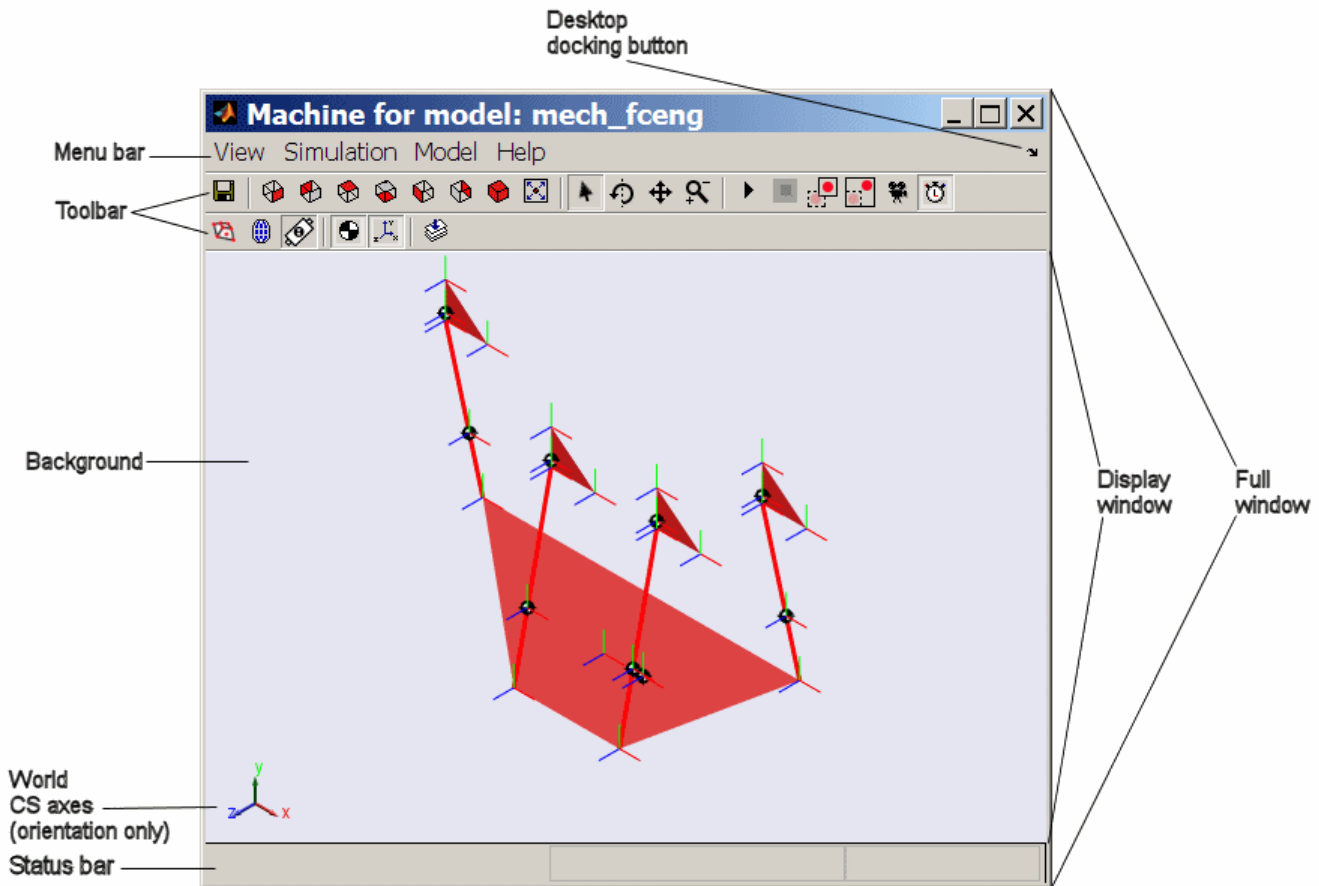 Desktop
docking button
Machine for model: mech_fceng
Menu bar
View Simulation Model Help
Toolbar
Background
Display
window
Full
window
World
CS axes
(orientation only)
y
z
x
Status bar